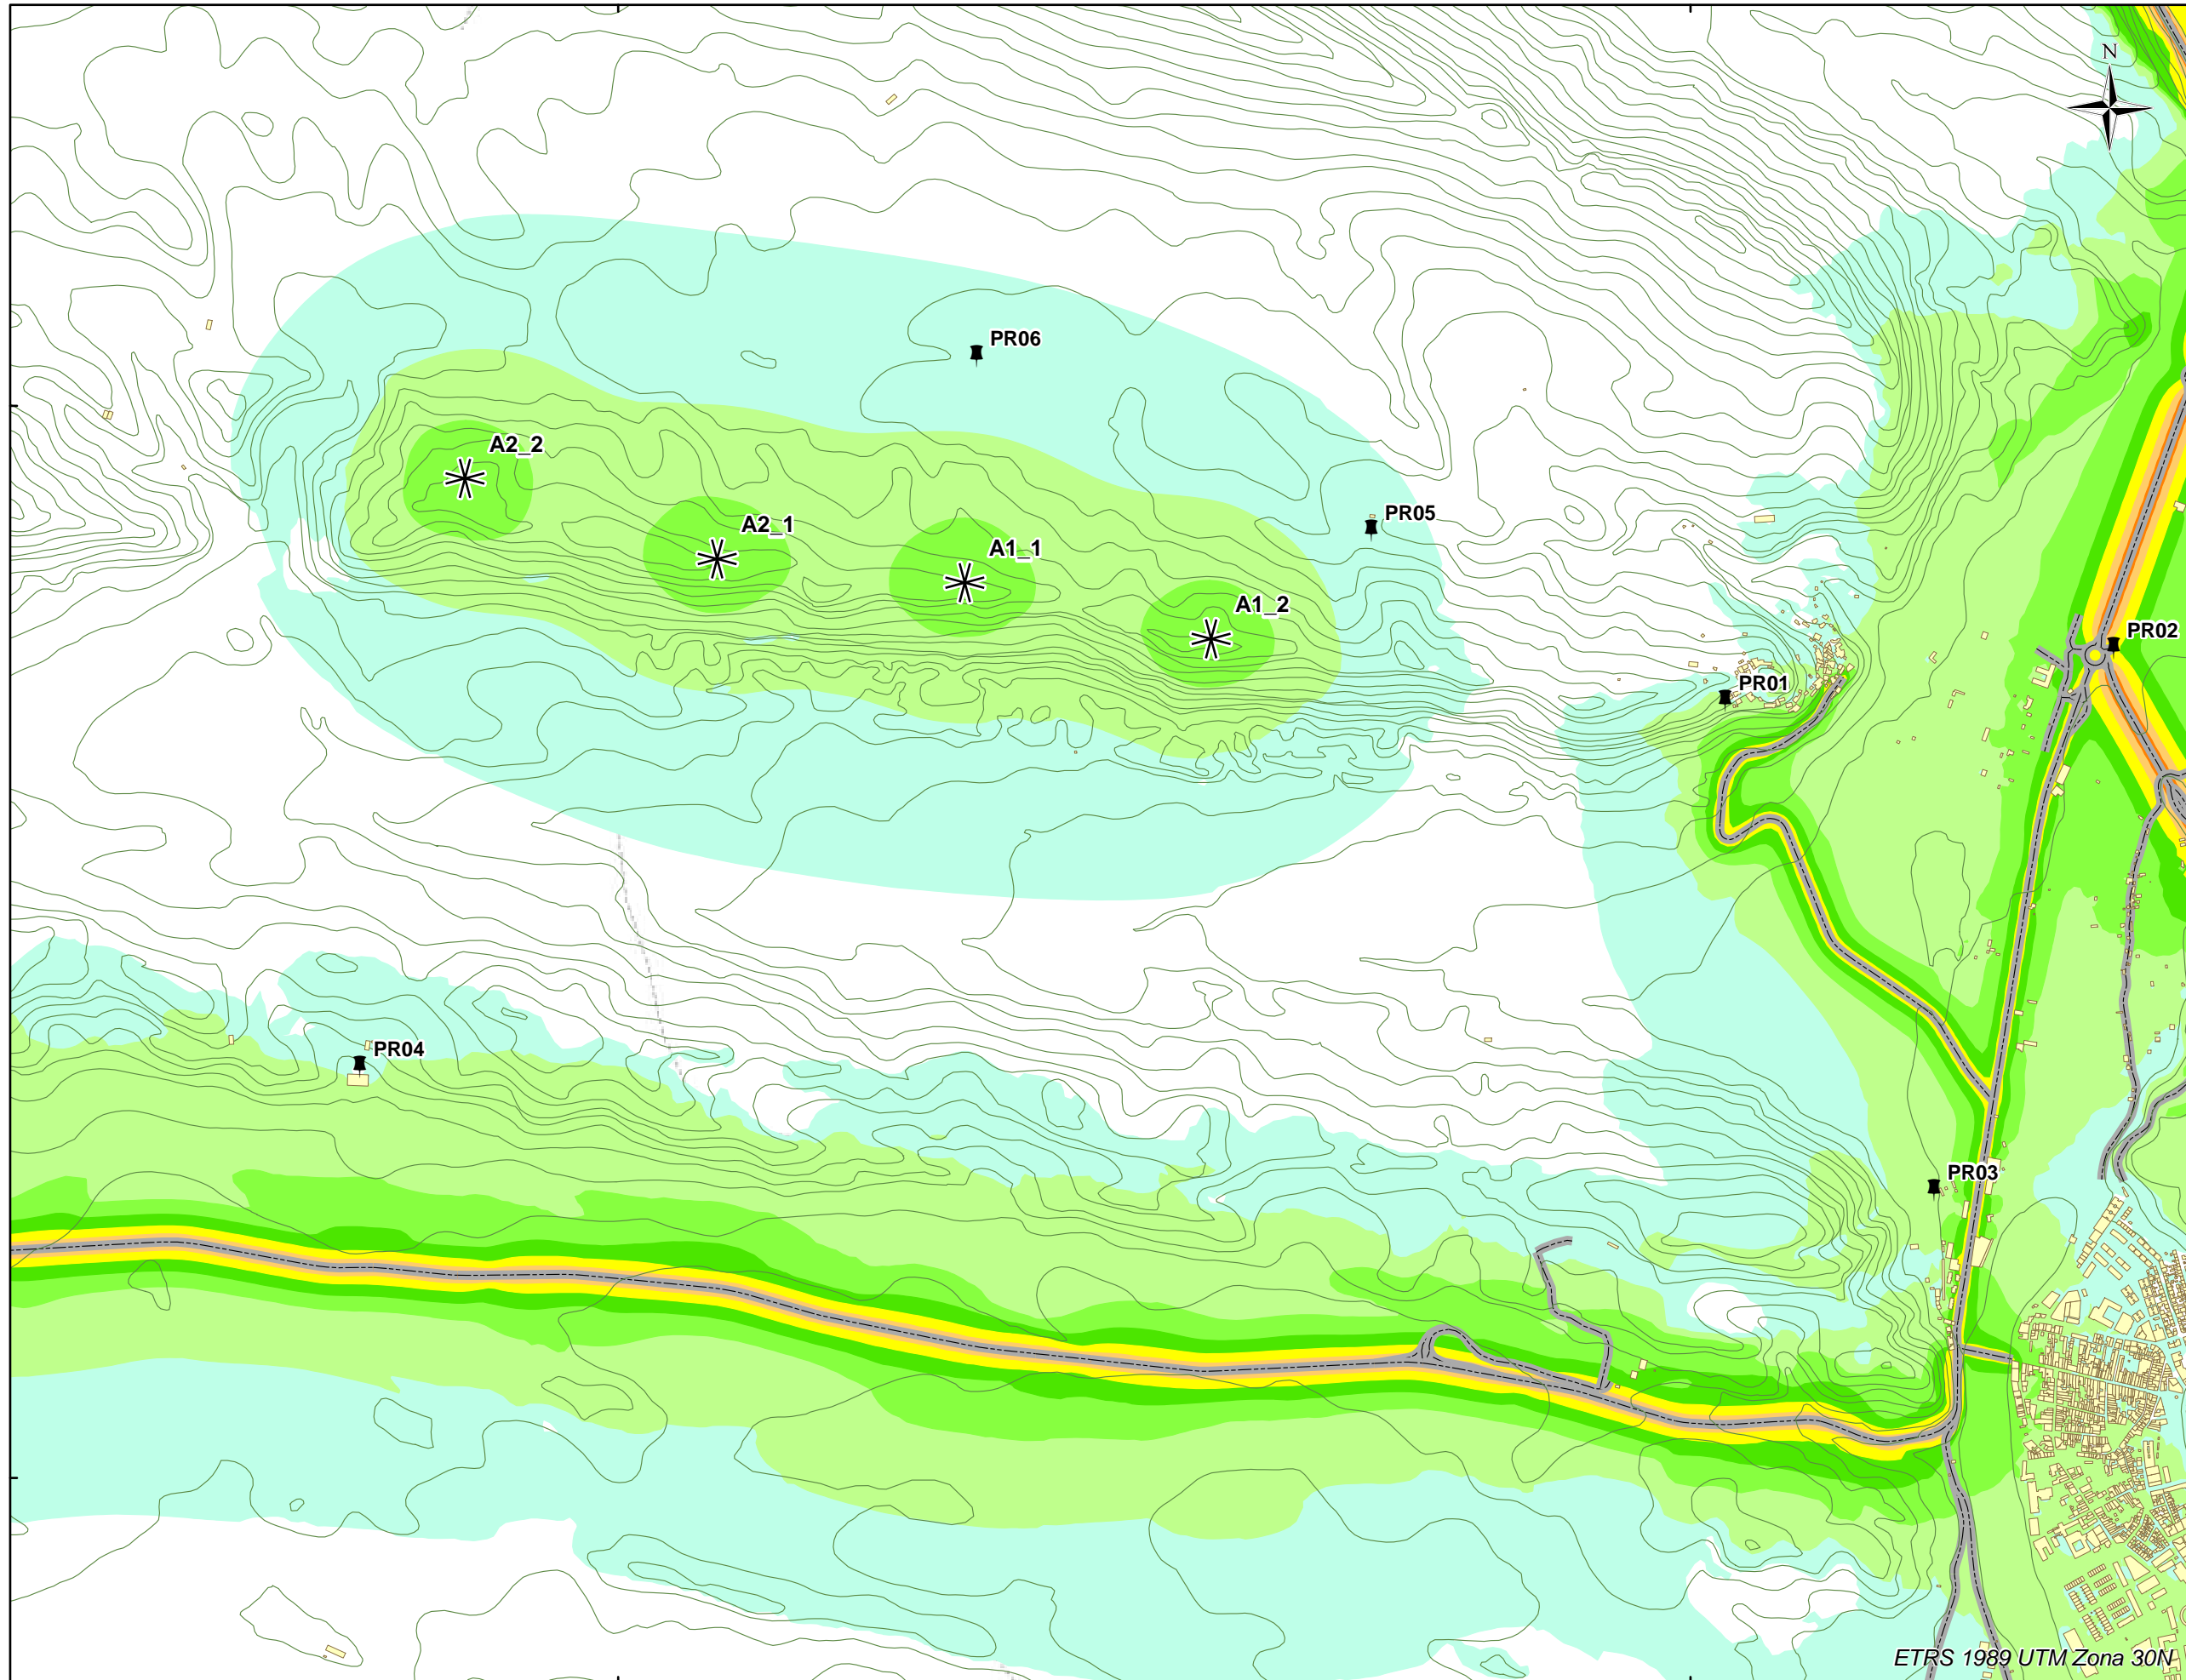 N
PR06
A2_2
PR05
A2_1
A1_1
A1_2
PR02
PR01
PR04
PR03
ETRS 1989 UTM Zona 30N